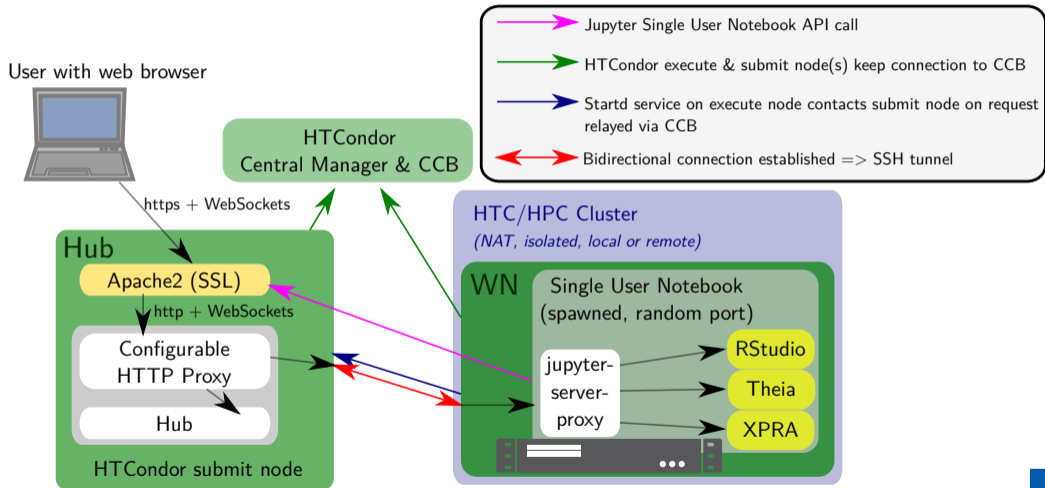 Jupyter Single User Notebook API call
HTCondor execute & submit node(s) keep connection to CCB
Startd service on execute node contacts submit node on request
relayed via CCB
Bidirectional connection established => SSH tunnel
User with web browser
HTCondor
Central Manager & CCB
https + WebSockets
Hub
Apache2 (SSL)
http + WebSockets
Configurable
HTTP Proxy
Hub
HTCondor submit node
HTC/HPC Cluster
(NAT, isolated, local or remote)
WN
Single User Notebook
(spawned, random port)
jupyter-
server-
proxy
RStudio
Theia
XPRA